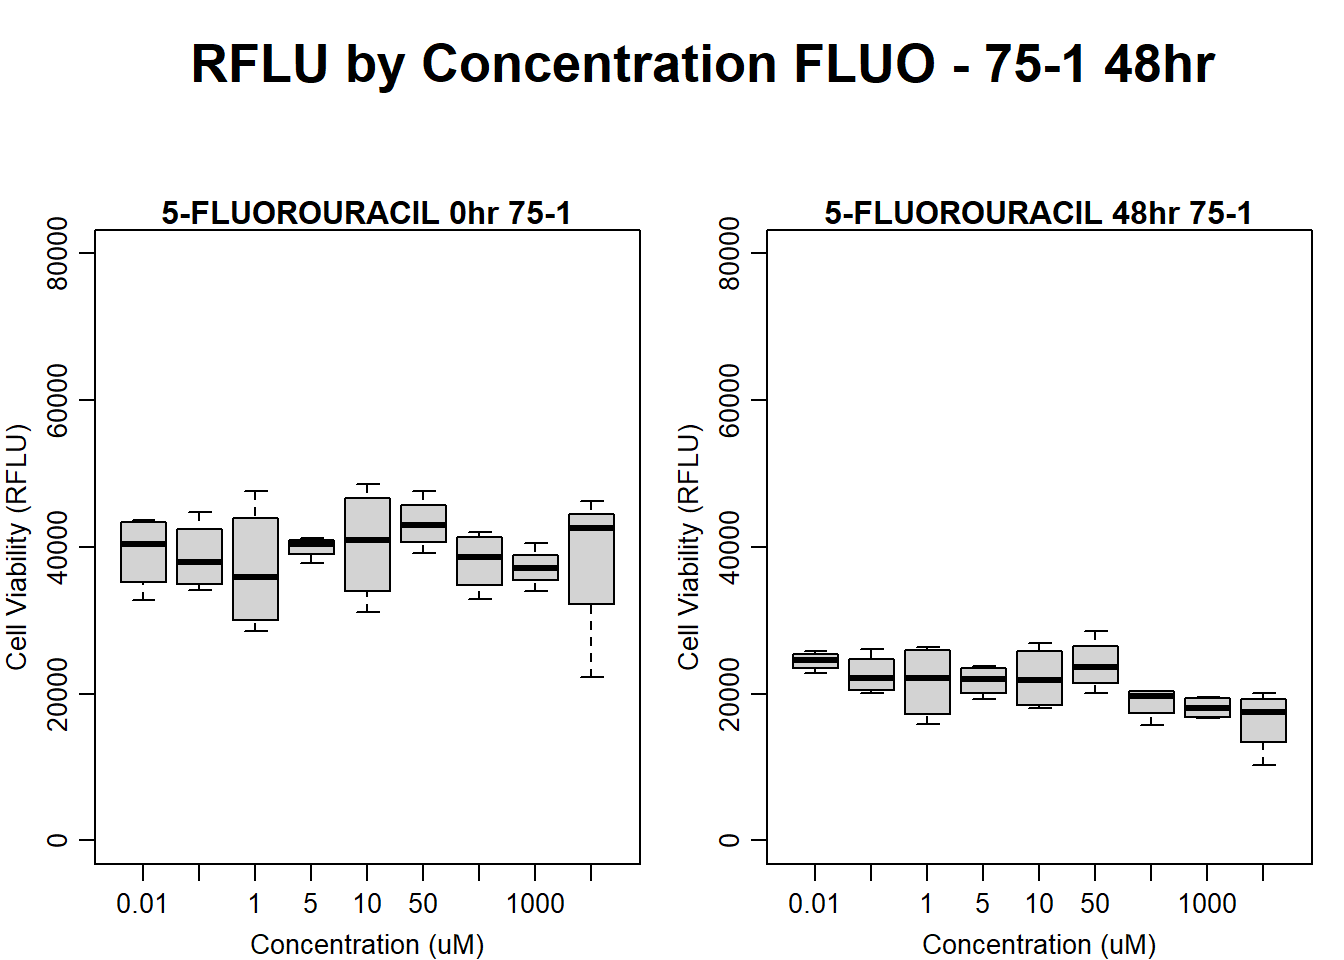 RFLU by Concentration FLUO - 75-1 48hr
5-FLUOROURACIL 0hr 75-1
Cell Viability (RFLU)
80000
60000
40000
20000
0
0.01 1 5 10 50 1000
Concentration (uM)
5-FLUOROURACIL 48hr 75-1
Cell Viability (RFLU)
80000
60000
40000
20000
0
0.01 1 5 10 50 1000
Concentration (uM)